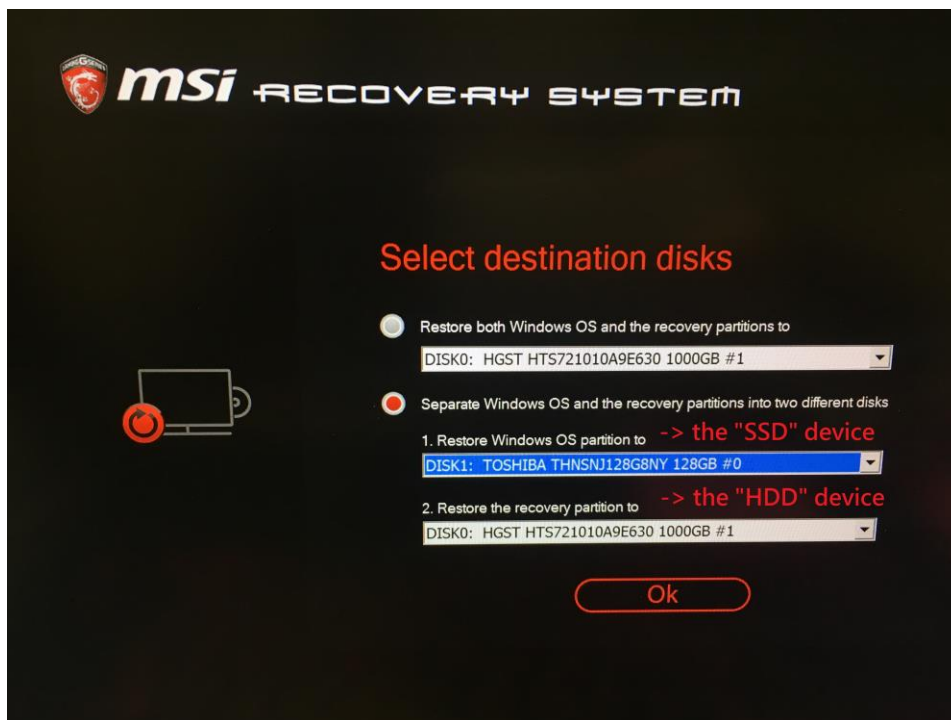 msi RECOVERY SYSTEM
Select destination disks
Restore both Windows OS and the recovery partitions to
DISK0: HGST HTS721010A9E630 1000GB #1
Separate Windows OS and the recovery partitions into two different disks
1. Restore Windows OS partition to -> the "SSD" device
DISK1: TOSHIBA THNSNJ128G8NY 128GB #0
2. Restore the recovery partition to -> the "HDD" device
DISK0: HGST HTS721010A9E630 1000GB #1
Ok